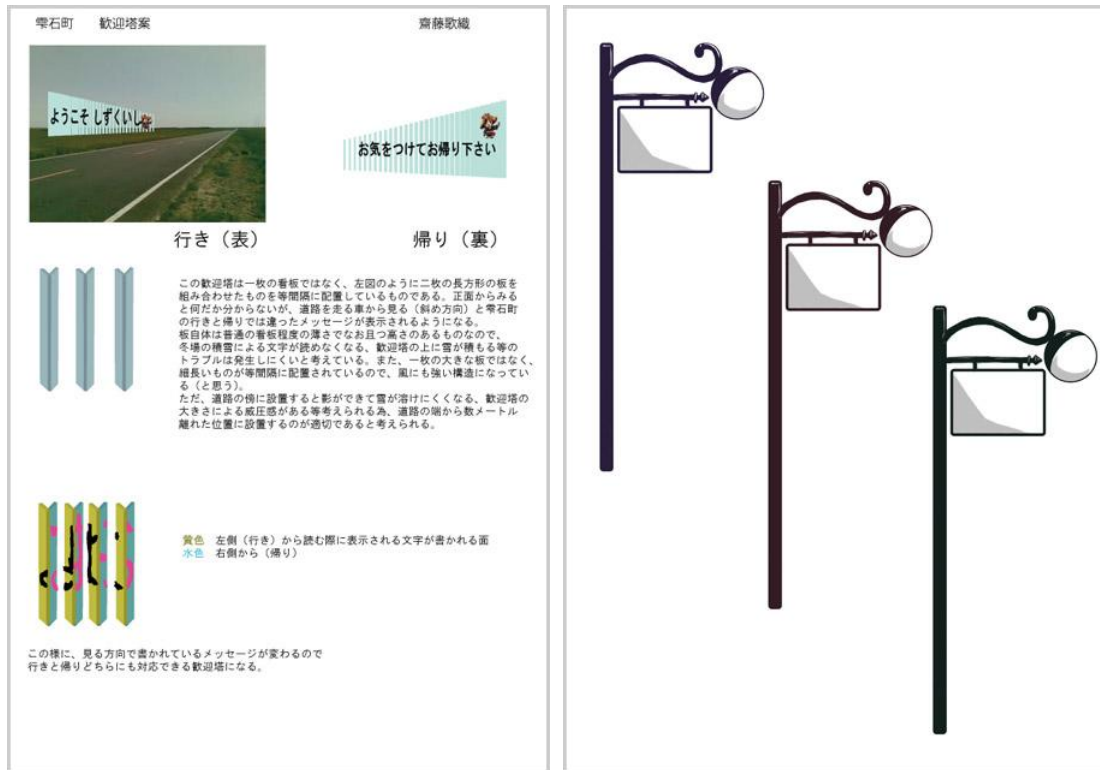 雫石町　歓迎塔案
齋藤歌織
ようこそ しずくいし
お気をつけてお帰り下さい
行き（表）
帰り（裏）
この歓迎塔は一枚の看板ではなく、左図のように二枚の長方形の板を
組み合わせたものを等間隔に配置しているものである。正面からみる
と何だか分からないが、道路を走る車から見る（斜め方向）と雫石町
の行きと帰りでは違ったメッセージが表示されるようになる。
板自体は普通の看板程度の薄さでなお且つ高さのあるものなので、
冬場の積雪による文字が読めなくなる、歓迎塔の上に雪が積もる等の
トラブルは発生しにくいと考えている。また、一枚の大きな板ではなく、
細長いものが等間隔に配置されているので、風にも強い構造になってい
る（と思う）。
ただ、道路の傍に設置すると影ができて雪が溶けにくくなる、歓迎塔の
大きさによる威圧感がある等考えられる為、道路の端から数メートル
離れた位置に設置するのが適切であると考えられる。
黄色　左側（行き）から読む際に表示される文字が書かれる面
水色　右側から（帰り）
この様に、見る方向で書かれているメッセージが変わるので
行きと帰りどちらにも対応できる歓迎塔になる。